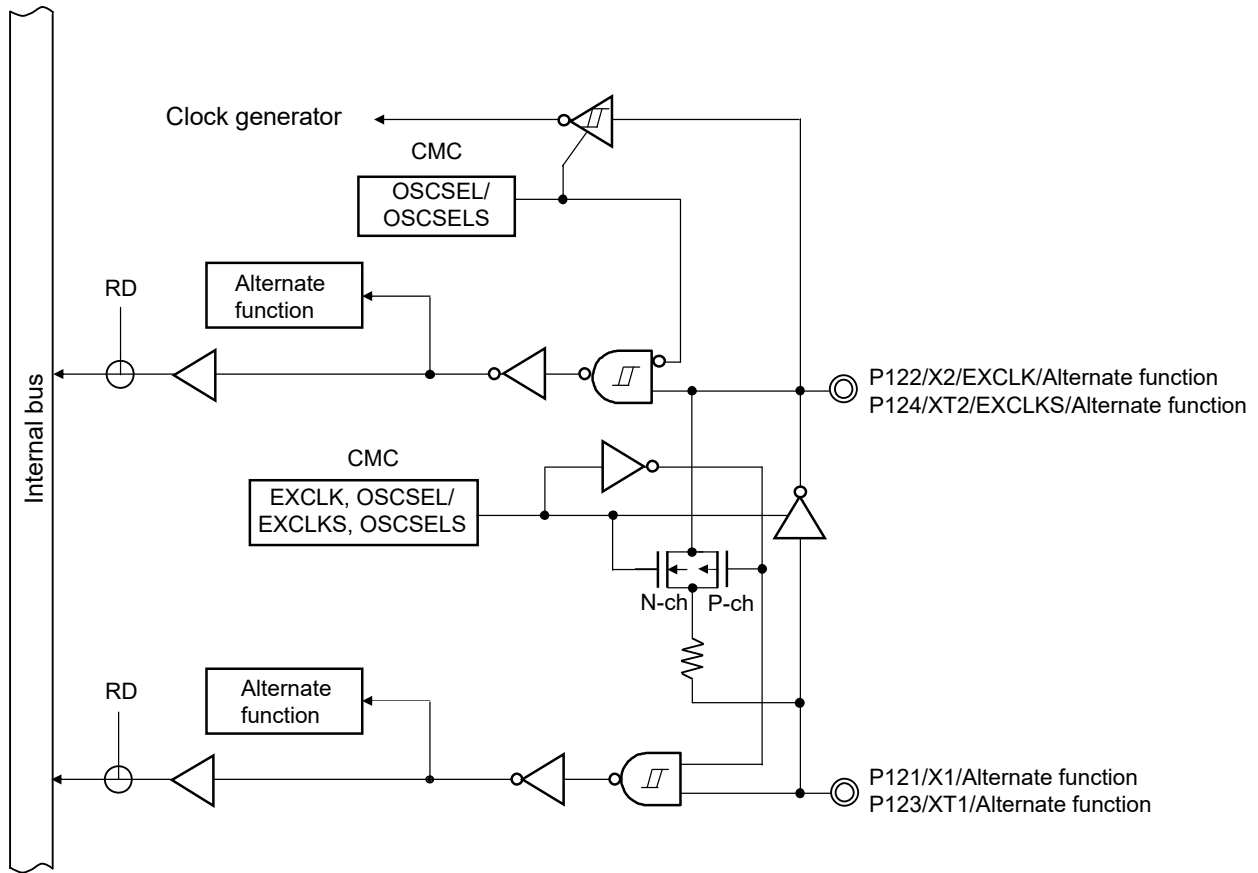 Clock generator
CMC
OSCSEL/
OSCSELS
Alternate
function
RD
Internal bus
P122/X2/EXCLK/Alternate function
P124/XT2/EXCLKS/Alternate function
CMC
EXCLK, OSCSEL/
EXCLKS, OSCSELS
N-ch
P-ch
Alternate
function
RD
P121/X1/Alternate function
P123/XT1/Alternate function